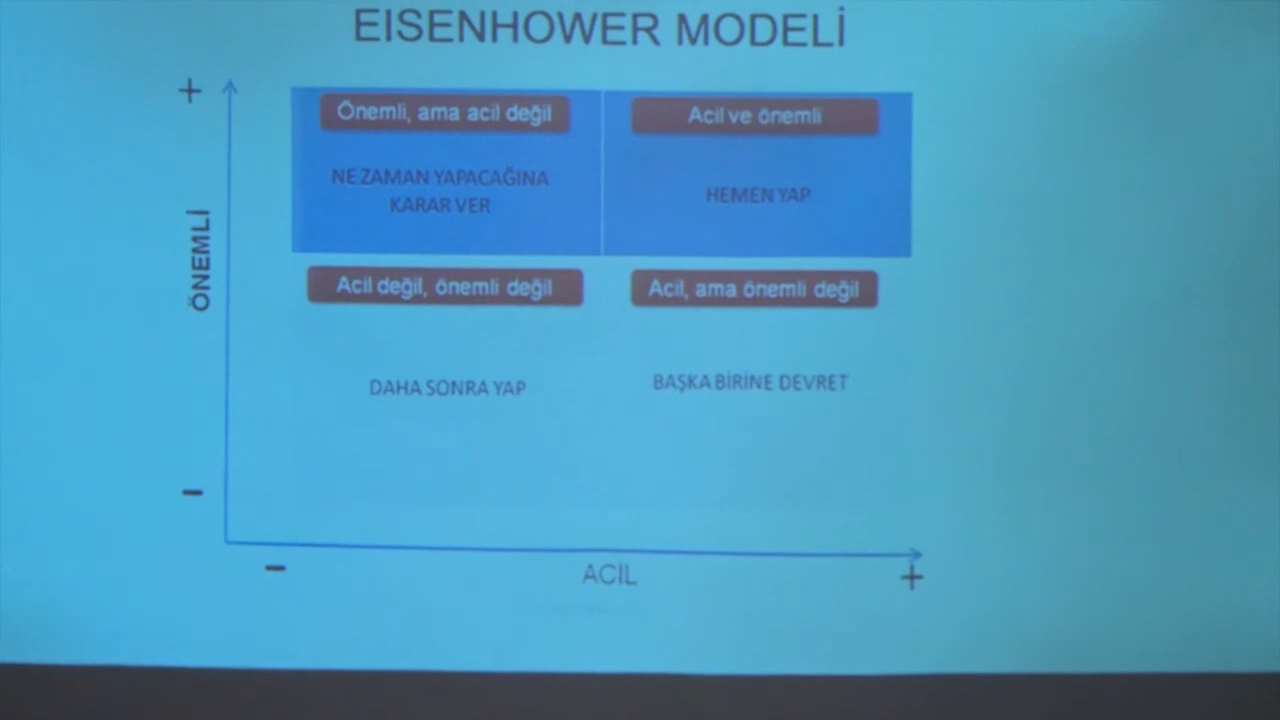 EISENHOWER MODELİ
+
Önemli, ama acil değil
Acil ve önemli
NE ZAMAN YAPACAĞINA
KARAR VER
HEMEN YAP
ÖNEMLİ
Acil değil, önemli değil
Acil, ama önemli değil
DAHA SONRA YAP
BAŞKA BİRİNE DEVRET
-
-
ACİL
+